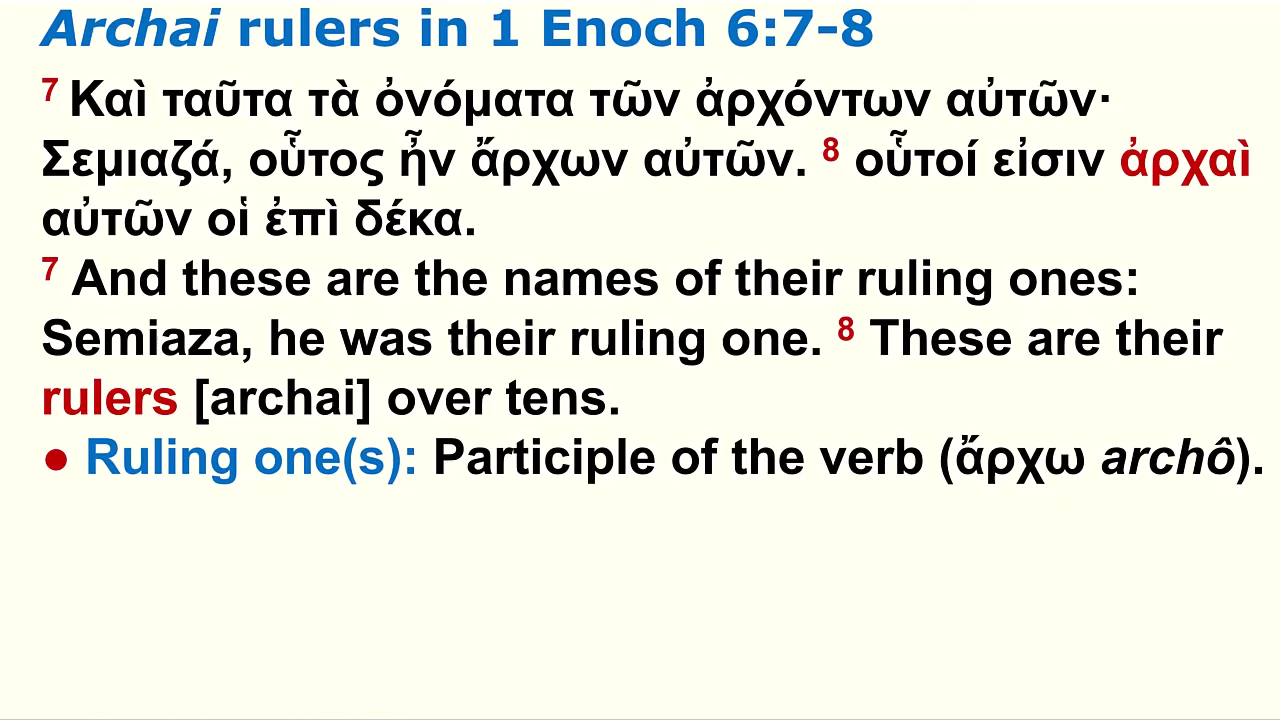 Archai rulers in 1 Enoch 6:7-8
7 Καὶ ταῦτα τὰ ὀνόματα τῶν ἀρχόντων αὐτῶν·
Σεμιαζά, οὗτος ἦν ἄρχων αὐτῶν. 8 οὗτοί εἰσιν ἀρχαὶ
αὐτῶν οἱ ἐπὶ δέκα.
7 And these are the names of their ruling ones:
Semiaza, he was their ruling one. 8 These are their
rulers [archai] over tens.
● Ruling one(s): Participle of the verb (ἄρχω archô).